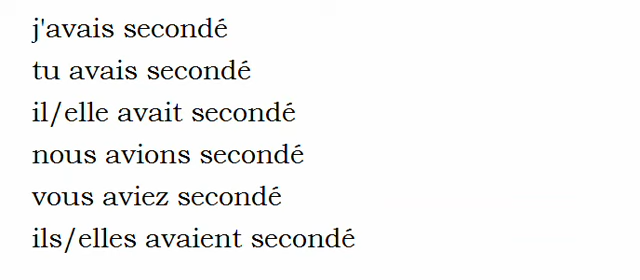 j'avais secondé
tu avais secondé
il/elle avait secondé
nous avions secondé
vous aviez secondé
ils/elles avaient secondé